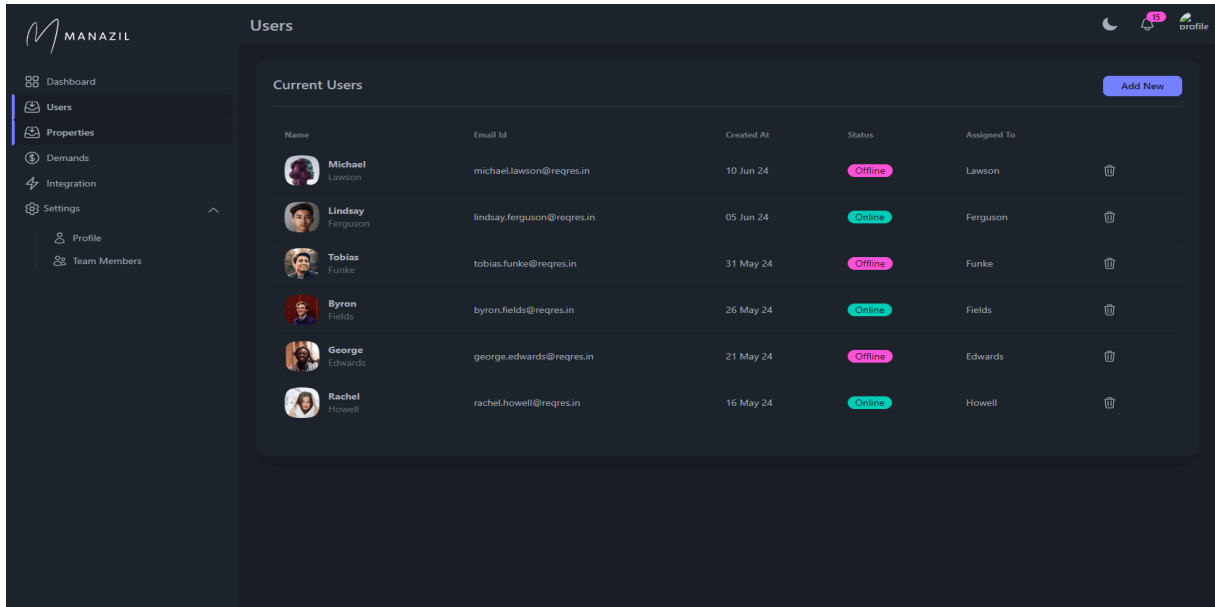 MANAZIL
Users
15
profile
Dashboard
Users
Properties
Demands
Integration
Settings
Profile
Team Members
Current Users
Add New
Name Email Id Created At Status Assigned To
Michael
Lawson
michael.lawson@reqres.in 10 Jun 24 Offline Lawson
Lindsay
Ferguson
lindsay.ferguson@reqres.in 05 Jun 24 Online Ferguson
Tobias
Funke
tobias.funke@reqres.in 31 May 24 Offline Funke
Byron
Fields
byron.fields@reqres.in 26 May 24 Online Fields
George
Edwards
george.edwards@reqres.in 21 May 24 Offline Edwards
Rachel
Howell
rachel.howell@reqres.in 16 May 24 Online Howell